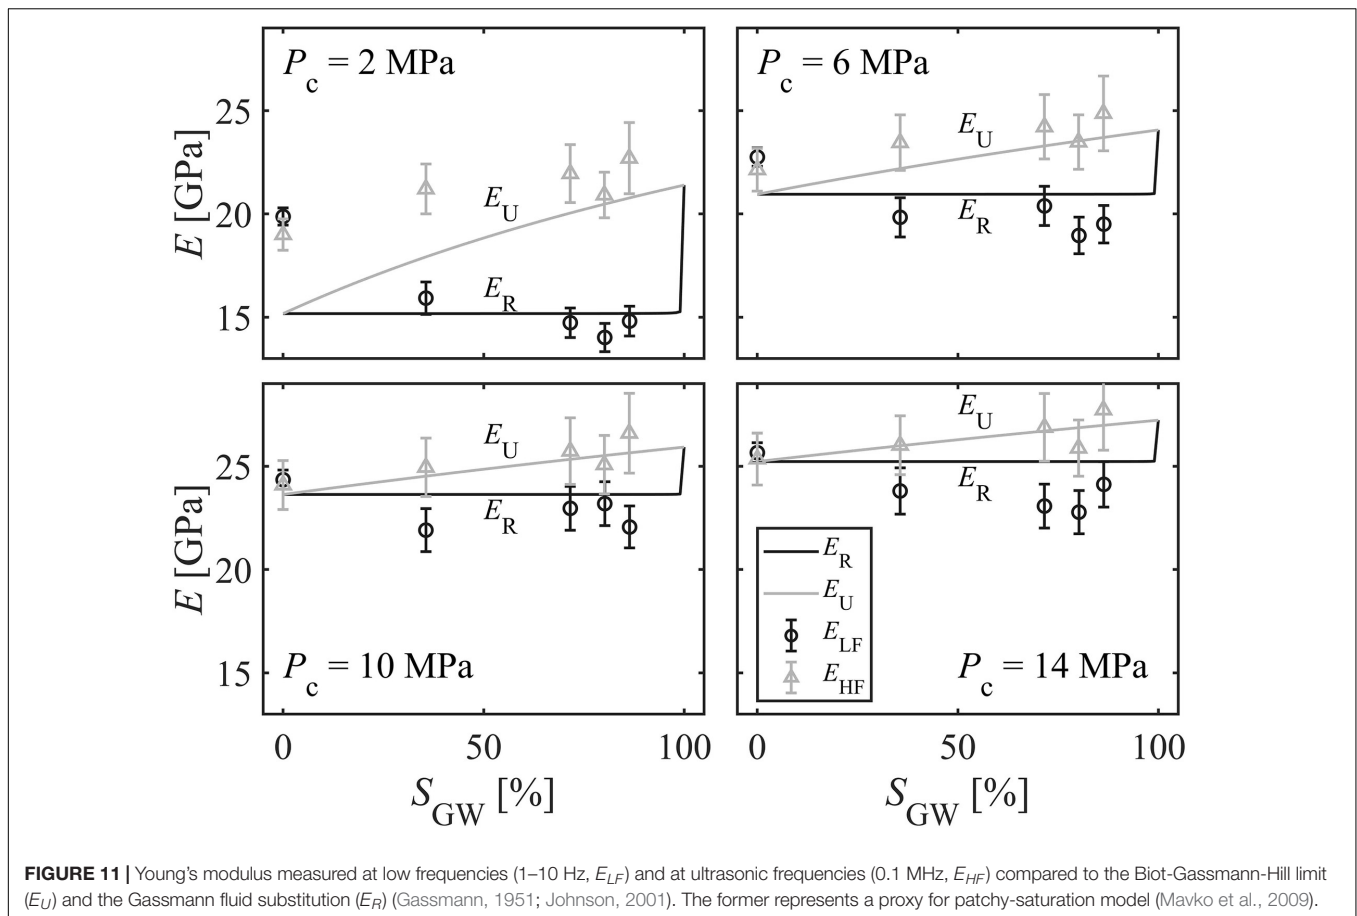 P_c = 2 MPa
P_c = 6 MPa
E [GPa]
25
20
15
E_U
E_R
E_U
E_R
P_c = 10 MPa
P_c = 14 MPa
E [GPa]
25
20
15
E_U
E_R
E_U
E_R
E_R
E_U
E_LF
E_HF
0 50 100
0 50 100
S_GW [%]
S_GW [%]
FIGURE 11 | Young's modulus measured at low frequencies (1–10 Hz, E_LF) and at ultrasonic frequencies (0.1 MHz, E_HF) compared to the Biot-Gassmann-Hill limit
(E_U) and the Gassmann fluid substitution (E_R) (Gassmann, 1951; Johnson, 2001). The former represents a proxy for patchy-saturation model (Mavko et al., 2009).